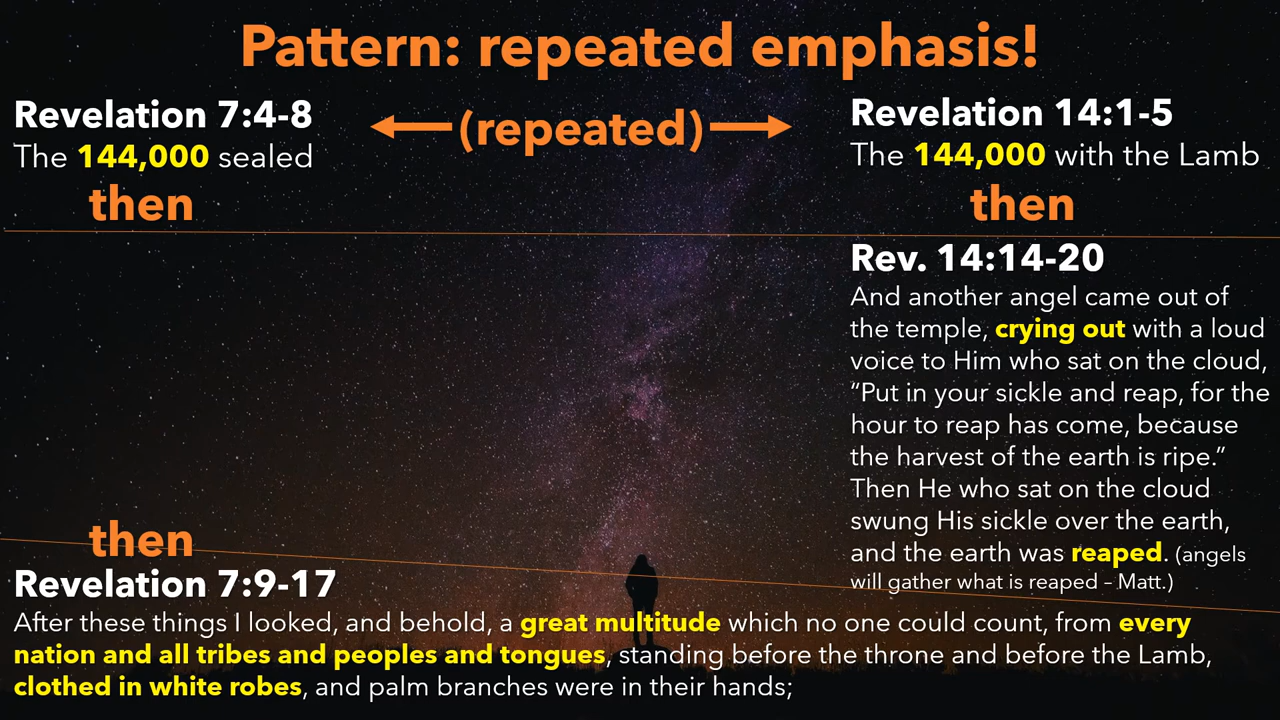 Pattern: repeated emphasis!
Revelation 7:4-8
The 144,000 sealed
then
(repeated)
Revelation 14:1-5
The 144,000 with the Lamb
then
Rev. 14:14-20
And another angel came out of
the temple, crying out with a loud
voice to Him who sat on the cloud,
“Put in your sickle and reap, for the
hour to reap has come, because
the harvest of the earth is ripe.”
Then He who sat on the cloud
swung His sickle over the earth,
and the earth was reaped. (angels
will gather what is reaped – Matt.)
then
Revelation 7:9-17
After these things I looked, and behold, a great multitude which no one could count, from every
nation and all tribes and peoples and tongues, standing before the throne and before the Lamb,
clothed in white robes, and palm branches were in their hands;